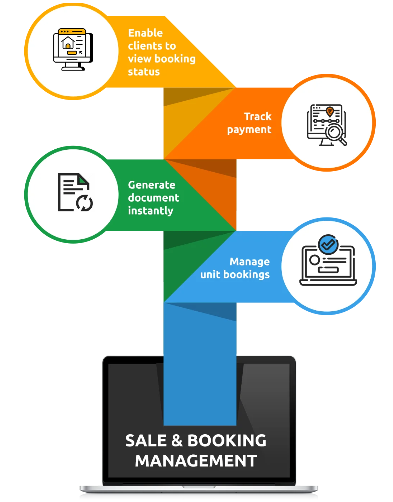 Enable
clients to
view booking
status
Track
payment
Generate
document
instantly
Manage
unit bookings
SALE & BOOKING
MANAGEMENT